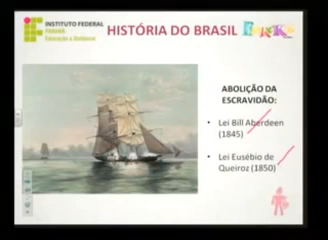 INSTITUTO FEDERAL
PARANÁ
Educação a Distância
HISTÓRIA DO BRASIL
Eureka
ABOLIÇÃO DA
ESCRAVIDÃO:
• Lei Bill Aberdeen
(1845)
• Lei Eusébio de
Queiroz (1850)